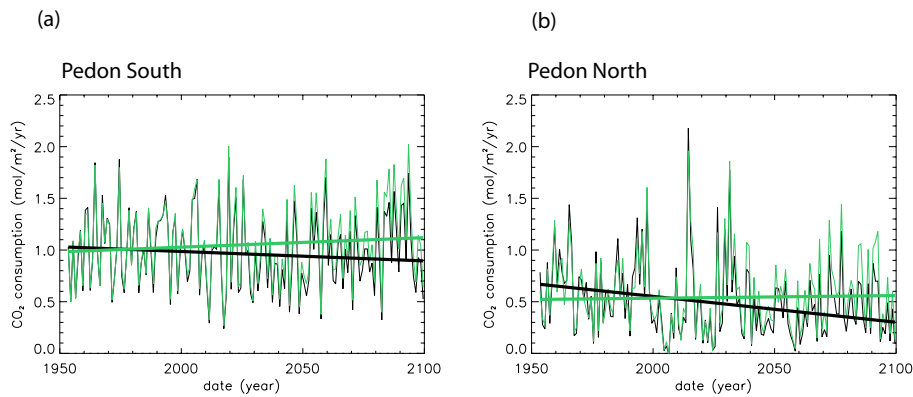 (a)
Pedon South
CO₂ consumption (mol/m²/yr)
2.5
2.0
1.5
1.0
0.5
0.0
1950 2000 2050 2100
date (year)
(b)
Pedon North
CO₂ consumption (mol/m²/yr)
2.5
2.0
1.5
1.0
0.5
0.0
1950 2000 2050 2100
date (year)